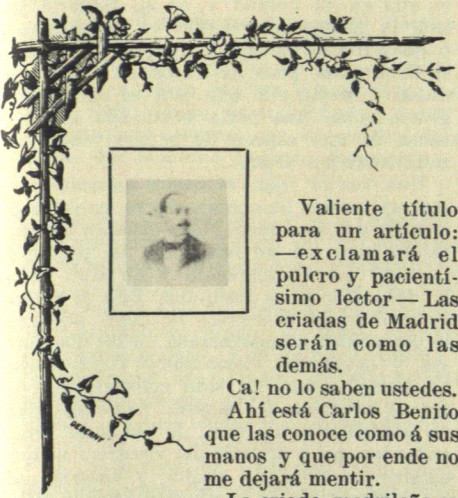 Valiente título
para un artículo:
—exclamará el
pulcro y pacientí-
simo lector — Las
criadas de Madrid
serán como las
demás.
Ca! no lo saben ustedes.
Ahí está Carlos Benito
que las conoce como á sus
manos y que por ende no
me dejará mentir.